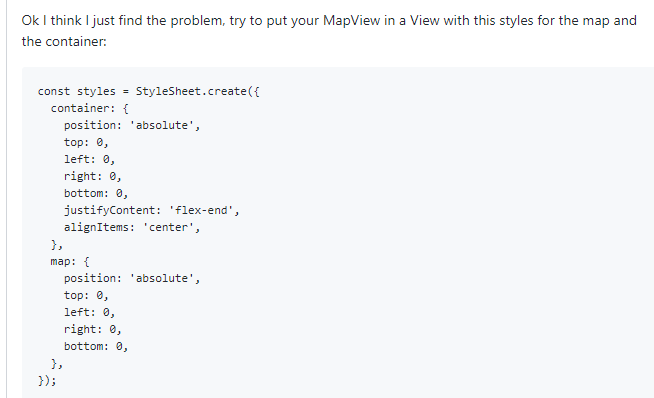 Ok I think I just find the problem, try to put your MapView in a View with this styles for the map and
the container:
const styles = StyleSheet.create({
  container: {
    position: 'absolute',
    top: 0,
    left: 0,
    right: 0,
    bottom: 0,
    justifyContent: 'flex-end',
    alignItems: 'center',
  },
  map: {
    position: 'absolute',
    top: 0,
    left: 0,
    right: 0,
    bottom: 0,
  },
});